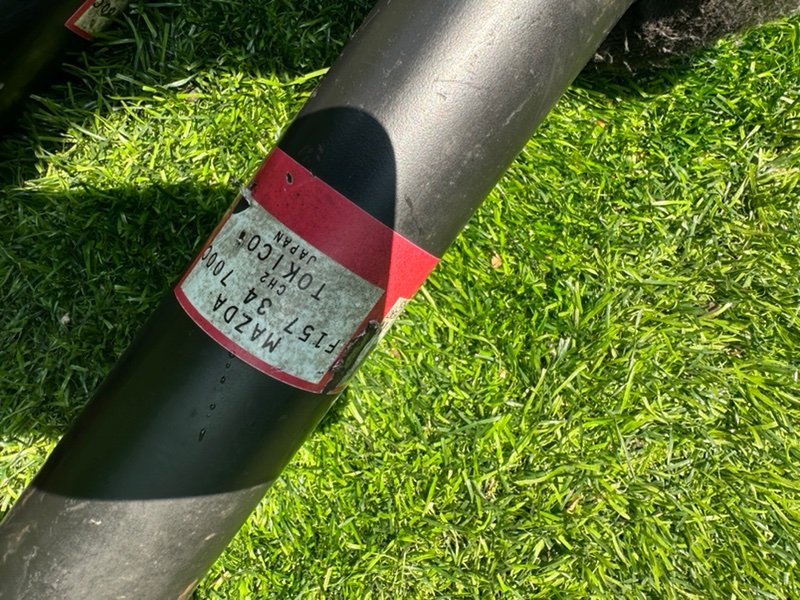 MAZDA
F157 34 700
CH2
TOKICO
JAPAN